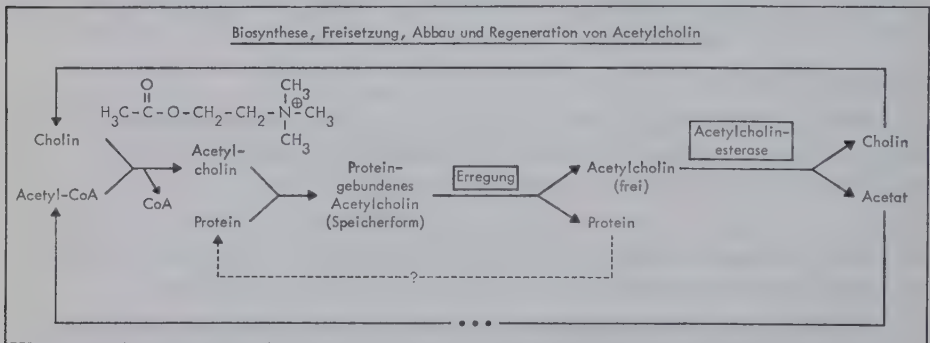 Biosynthese, Freisetzung, Abbau und Regeneration von Acetylcholin
O CH₃
H₃C-C-O-CH₂-CH₂-N⊕-CH₃
CH₃
Cholin
Acetyl-CoA
CoA
Acetyl-
cholin
Protein
Protein-
gebundenes
Acetylcholin
(Speicherform)
Erregung
Acetylcholin
(frei)
Protein
Acetylcholin-
esterase
Cholin
Acetat
?
•••